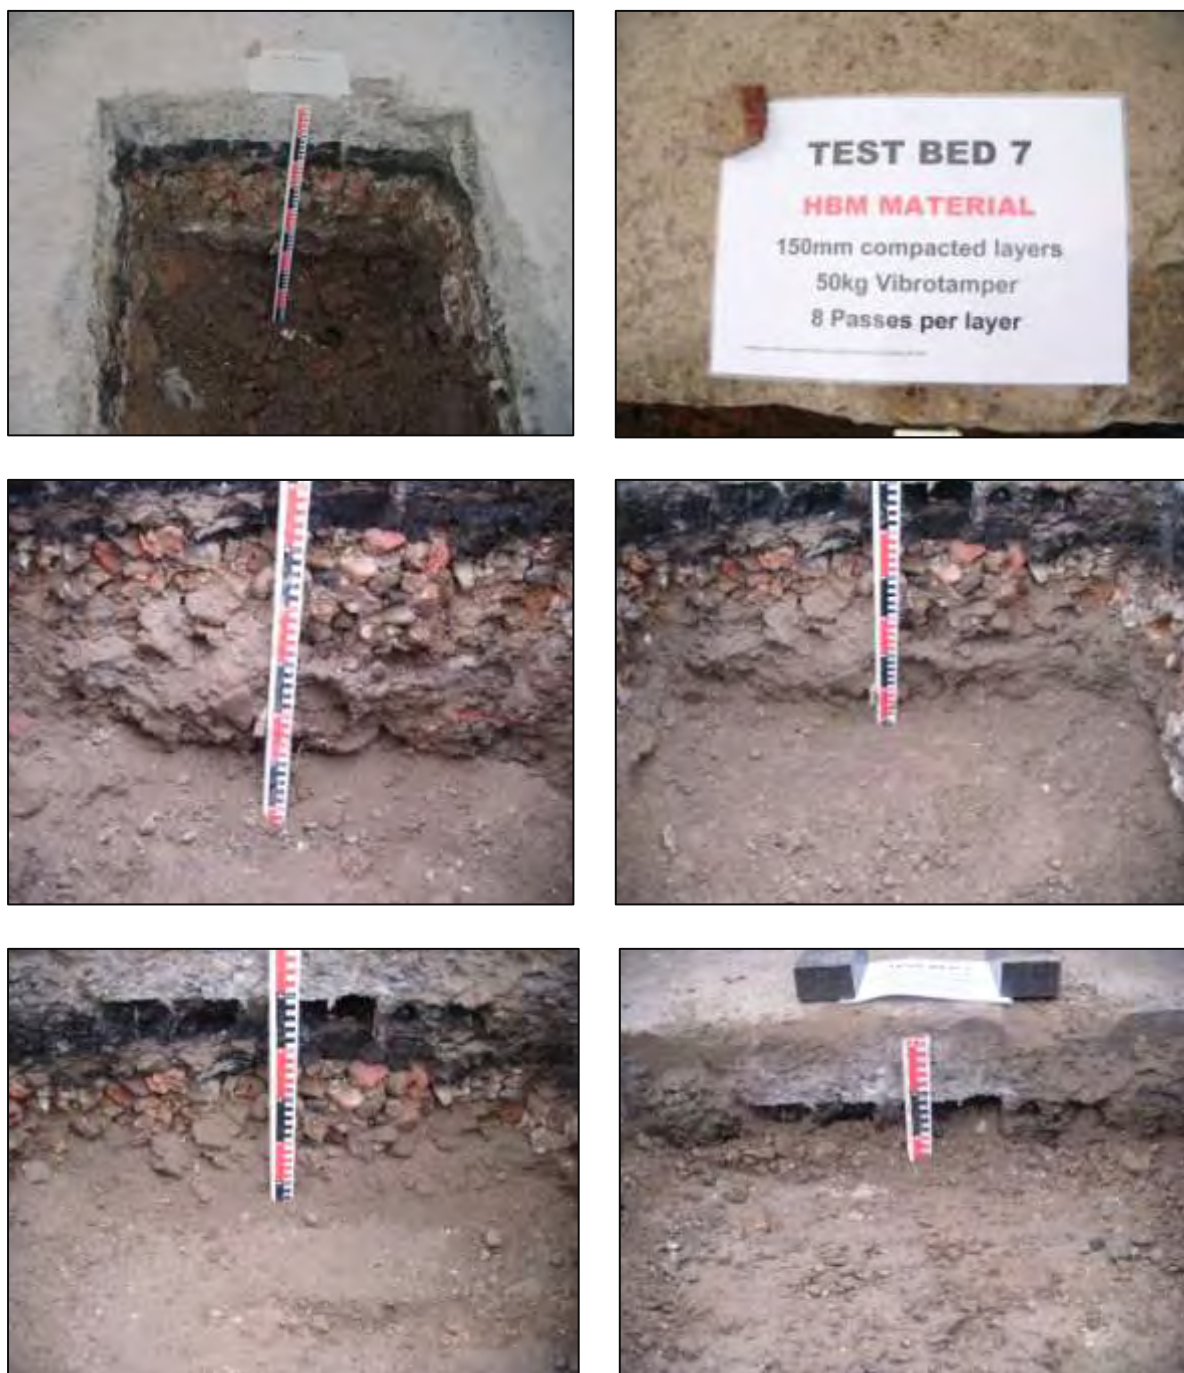 TEST BED 7
HBM MATERIAL
150mm compacted layers
50kg Vibrotamper
8 Passes per layer